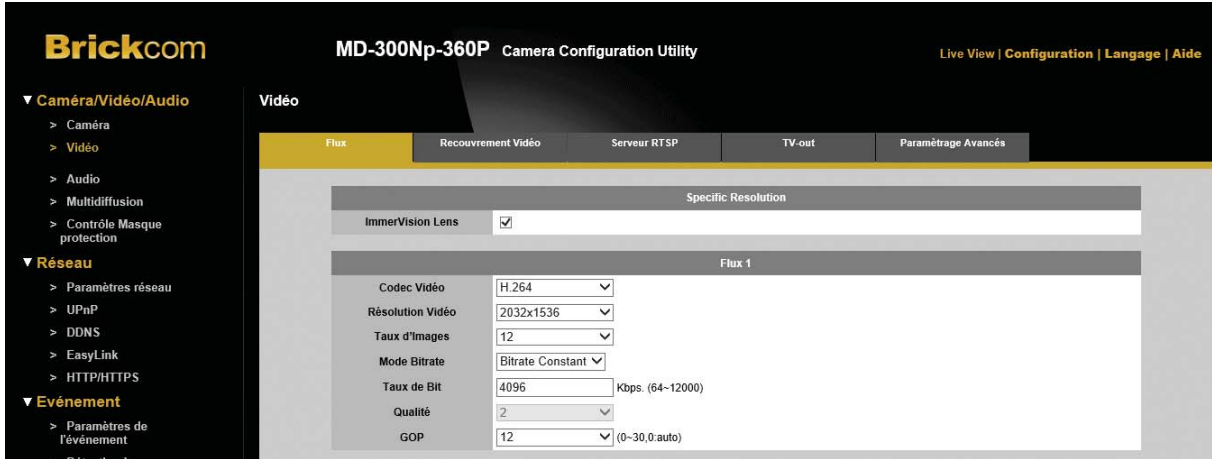 Brickcom
MD-300Np-360P Camera Configuration Utility
Live View | Configuration | Langage | Aide
Caméra/Vidéo/Audio
> Caméra
> Vidéo
> Audio
> Multidiffusion
> Contrôle Masque
protection
Réseau
> Paramètres réseau
> UPnP
> DDNS
> EasyLink
> HTTP/HTTPS
Evénement
> Paramètres de
l'événement
Vidéo
Flux
Recouvrement Vidéo
Serveur RTSP
TV-out
Paramètrage Avancés
Specific Resolution
ImmerVision Lens
Flux 1
Codec Vidéo H.264
Résolution Vidéo 2032x1536
Taux d'Images 12
Mode Bitrate Bitrate Constant
Taux de Bit 4096 Kbps. (64~12000)
Qualité 2
GOP 12 (0~30,0:auto)